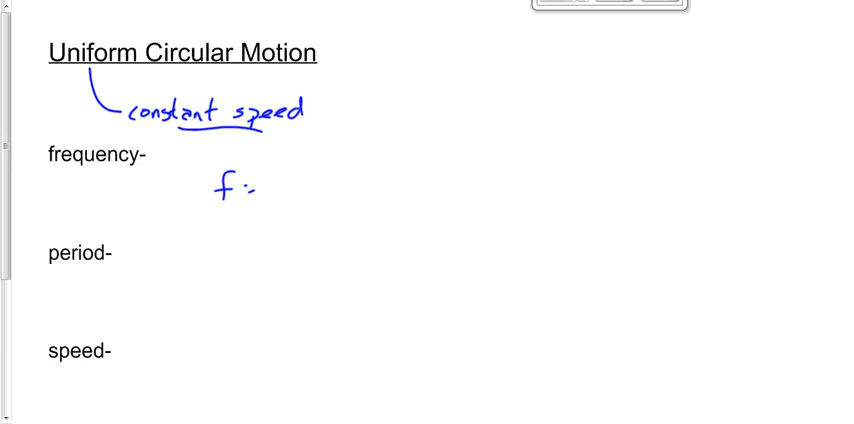 Uniform Circular Motion
constant speed
frequency-
f =
period-
speed-